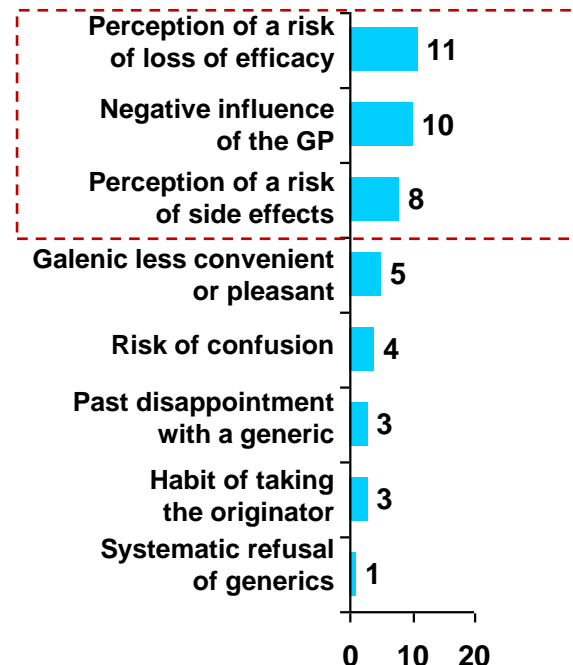 Perception of a risk
of loss of efficacy
11
Negative influence
of the GP
10
Perception of a risk
of side effects
8
Galenic less convenient
or pleasant
5
Risk of confusion
4
Past disappointment
with a generic
3
Habit of taking
the originator
3
Systematic refusal
of generics
1
0 10 20